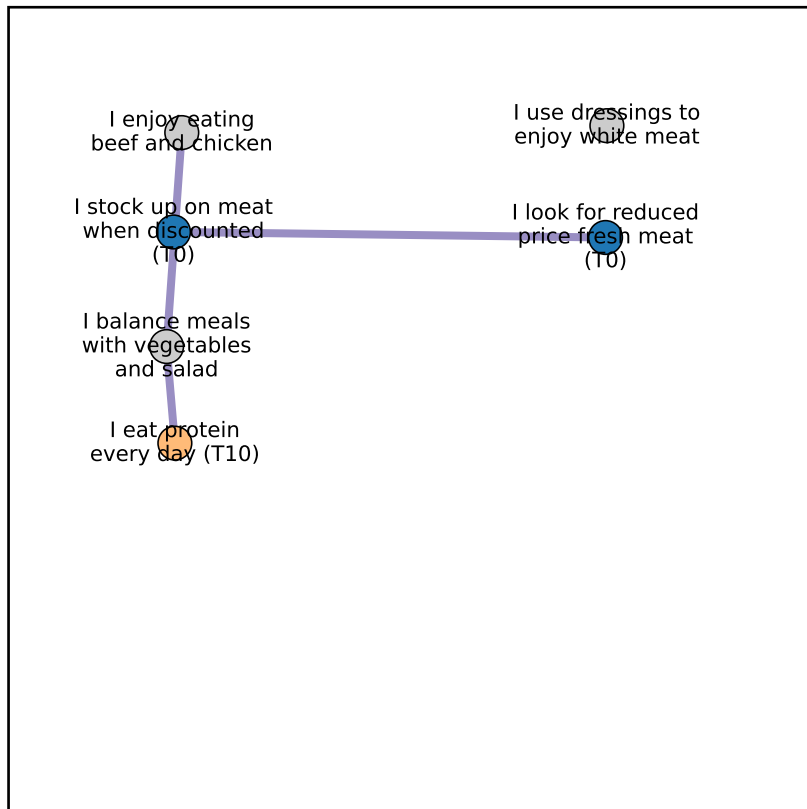 I enjoy eating
beef and chicken
I use dressings to
enjoy white meat
I stock up on meat
when discounted
(T0)
I look for reduced
price fresh meat
(T0)
I balance meals
with vegetables
and salad
I eat protein
every day (T10)